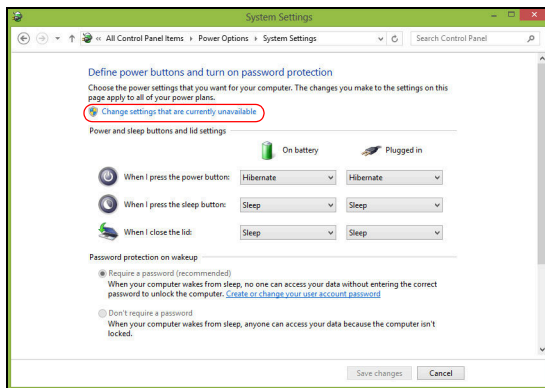 System Settings
« All Control Panel Items › Power Options › System Settings
Search Control Panel
Define power buttons and turn on password protection
Choose the power settings that you want for your computer. The changes you make to the settings on this
page apply to all of your power plans.
Change settings that are currently unavailable
Power and sleep buttons and lid settings
On battery
Plugged in
When I press the power button:
Hibernate
Hibernate
When I press the sleep button:
Sleep
Sleep
When I close the lid:
Sleep
Sleep
Password protection on wakeup
Require a password (recommended)
When your computer wakes from sleep, no one can access your data without entering the correct
password to unlock the computer. Create or change your user account password
Don't require a password
When your computer wakes from sleep, anyone can access your data because the computer isn't
locked.
Save changes
Cancel